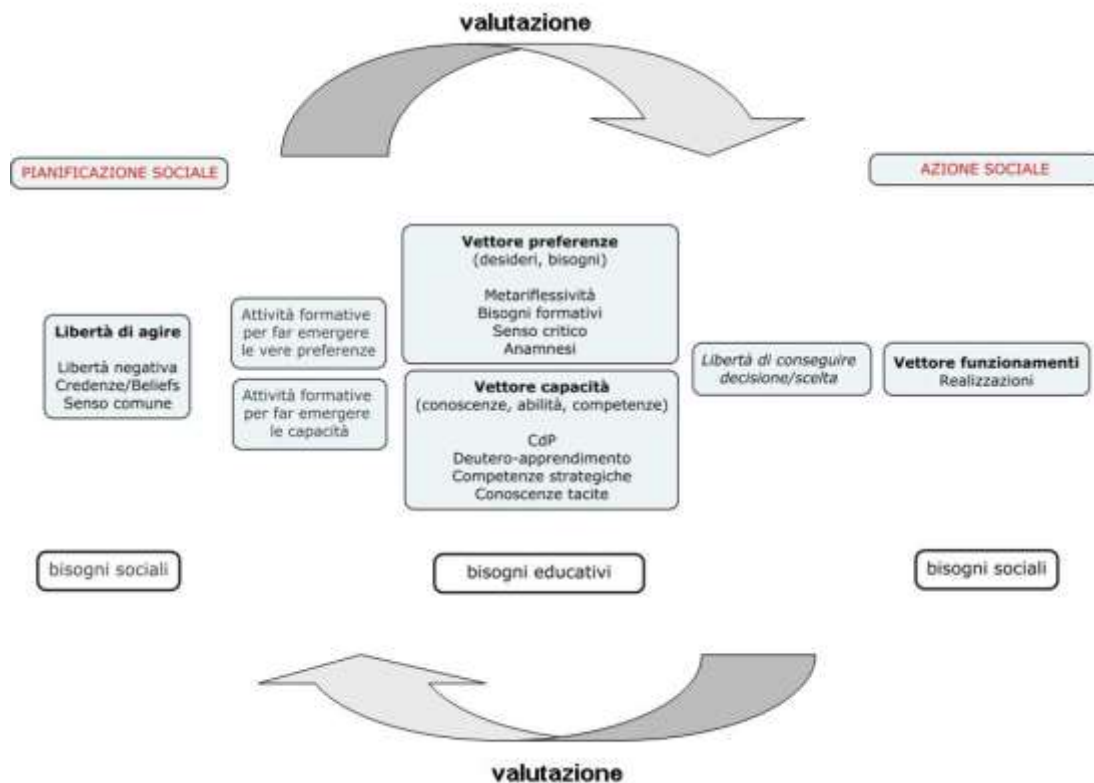 valutazione
PIANIFICAZIONE SOCIALE
AZIONE SOCIALE
Libertà di agire
Libertà negativa
Credenze/Beliefs
Senso comune
Attività formative
per far emergere
le vere preferenze
Attività formative
per far emergere
le capacità
Vettore preferenze
(desideri, bisogni)
Metariflessività
Bisogni formativi
Senso critico
Anamnesi
Vettore capacità
(conoscenze, abilità, competenze)
CdP
Deutero-apprendimento
Competenze strategiche
Conoscenze tacite
Libertà di conseguire
decisione/scelta
Vettore funzionamenti
Realizzazioni
bisogni sociali
bisogni educativi
bisogni sociali
valutazione